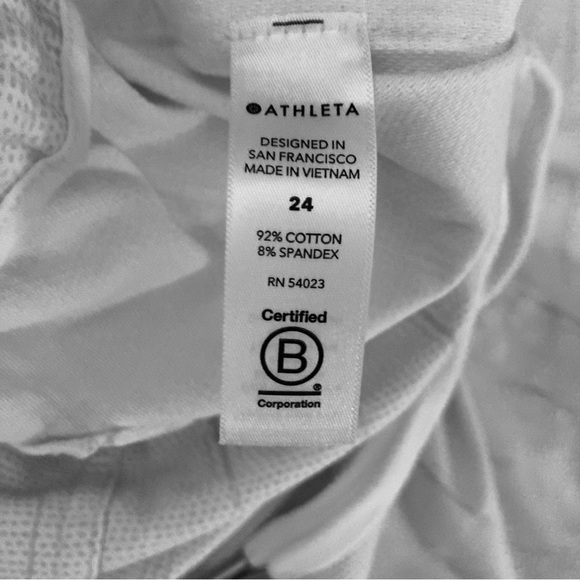 ATHLETA
DESIGNED IN
SAN FRANCISCO
MADE IN VIETNAM
24
92% COTTON
8% SPANDEX
RN 54023
Certified
B
®
Corporation